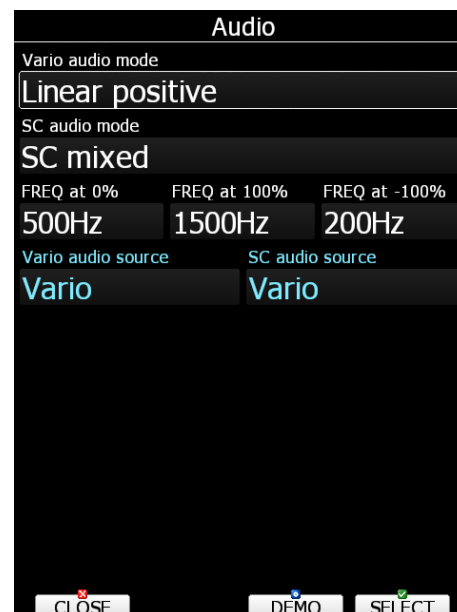 Audio
Vario audio mode
Linear positive
SC audio mode
SC mixed
FREQ at 0% FREQ at 100% FREQ at -100%
500Hz 1500Hz 200Hz
Vario audio source SC audio source
Vario Vario
CLOSE DEMO SELECT